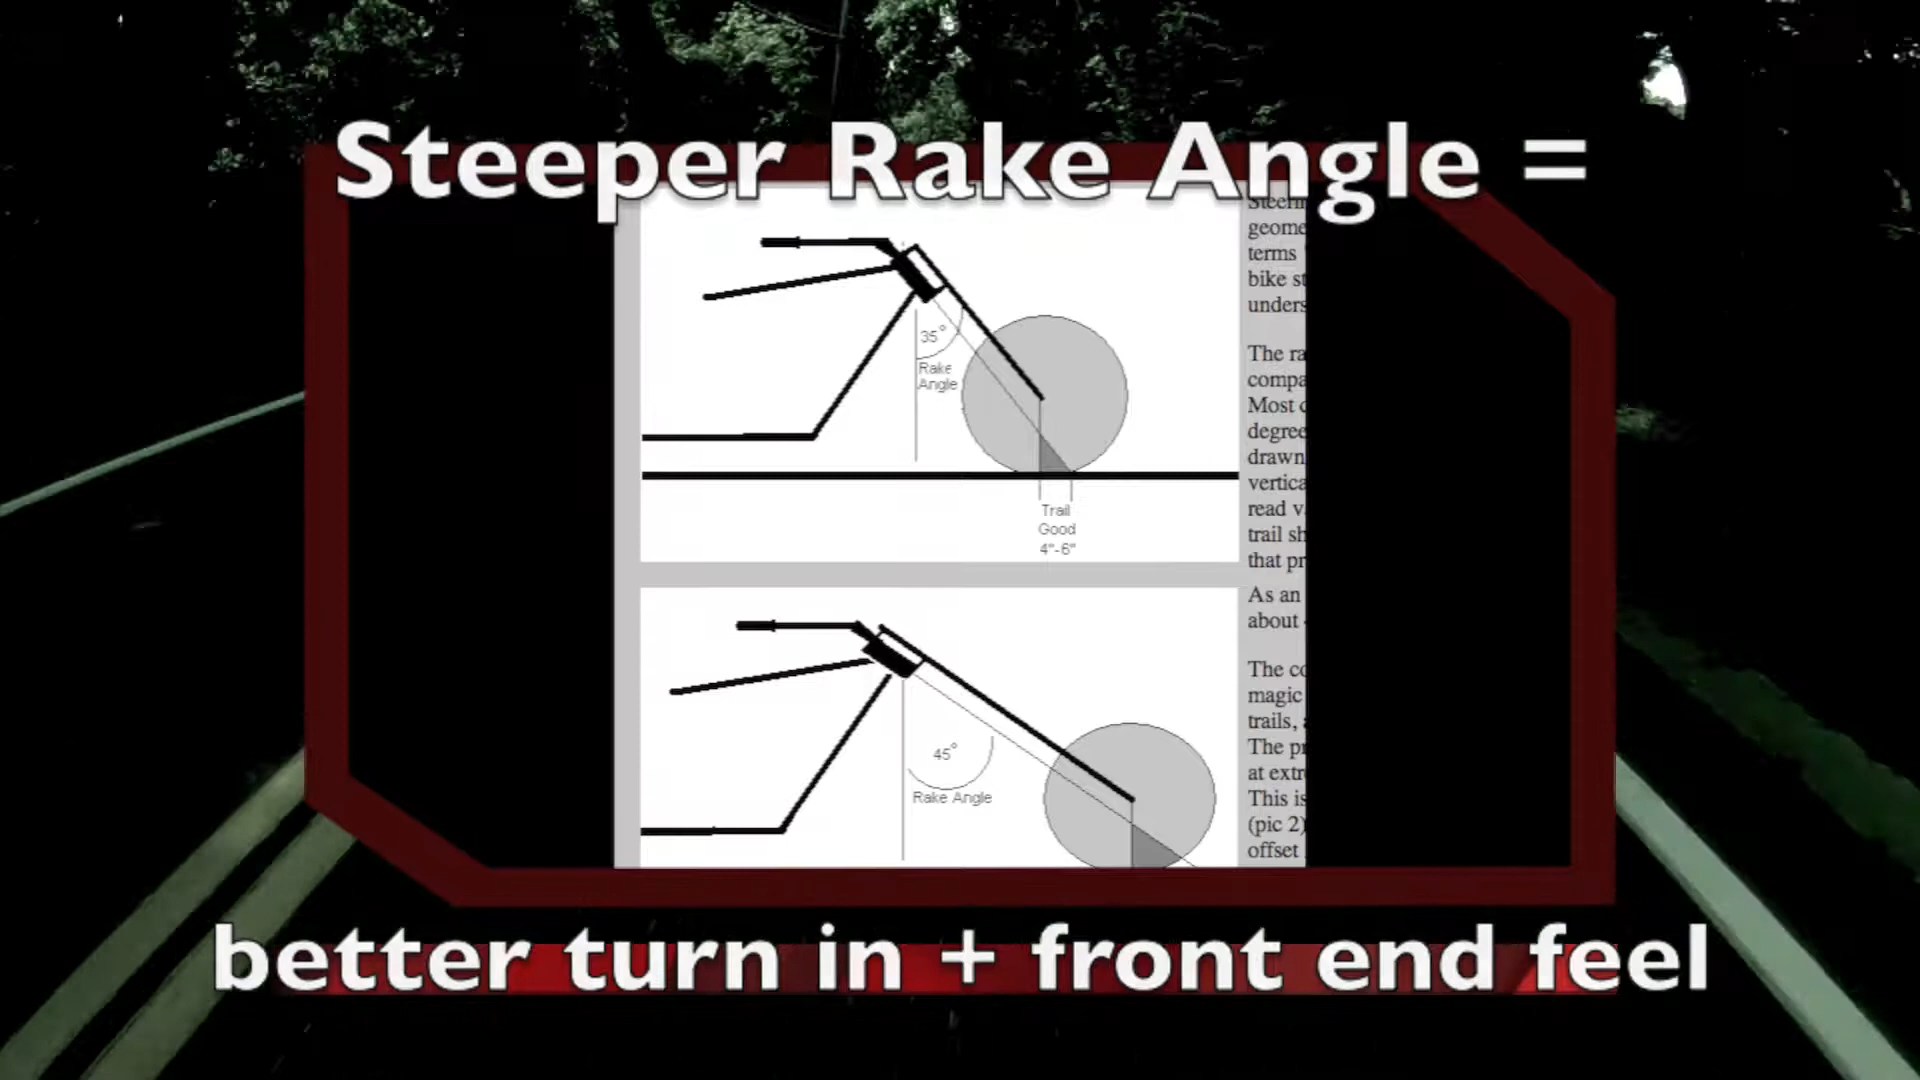 Steeper Rake Angle =
35°
Rake
Angle
Trail
Good
4"-6"
45°
Rake Angle
geome
terms
bike st
unders
The ra
compa
Most
degree
drawn
vertica
read v
trail sh
that pr
As an
about
The co
magic
trails,
The pr
at extr
This is
(pic 2)
offset
better turn in + front end feel